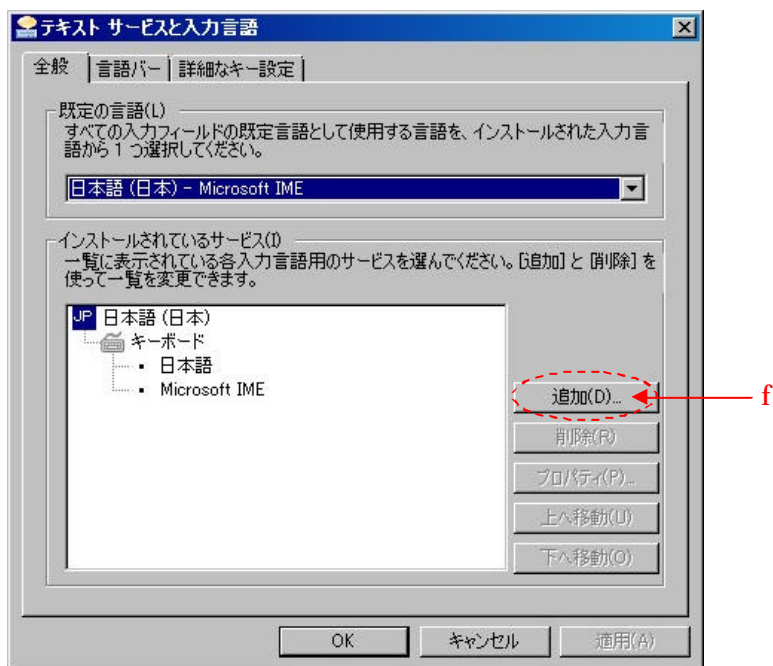 テキスト サービスと入力言語
全般
言語バー
詳細なキー設定
既定の言語(L)
すべての入力フィールドの既定言語として使用する言語を、インストールされた入力言
語から 1 つ選択してください。
日本語 (日本) - Microsoft IME
インストールされているサービス(I)
一覧に表示されている各入力言語用のサービスを選んでください。[追加] と [削除] を
使って一覧を変更できます。
JP 日本語 (日本)
キーボード
・ 日本語
・ Microsoft IME
追加(D)...
f
削除(R)
プロパティ(P)...
上へ移動(U)
下へ移動(O)
OK
キャンセル
適用(A)